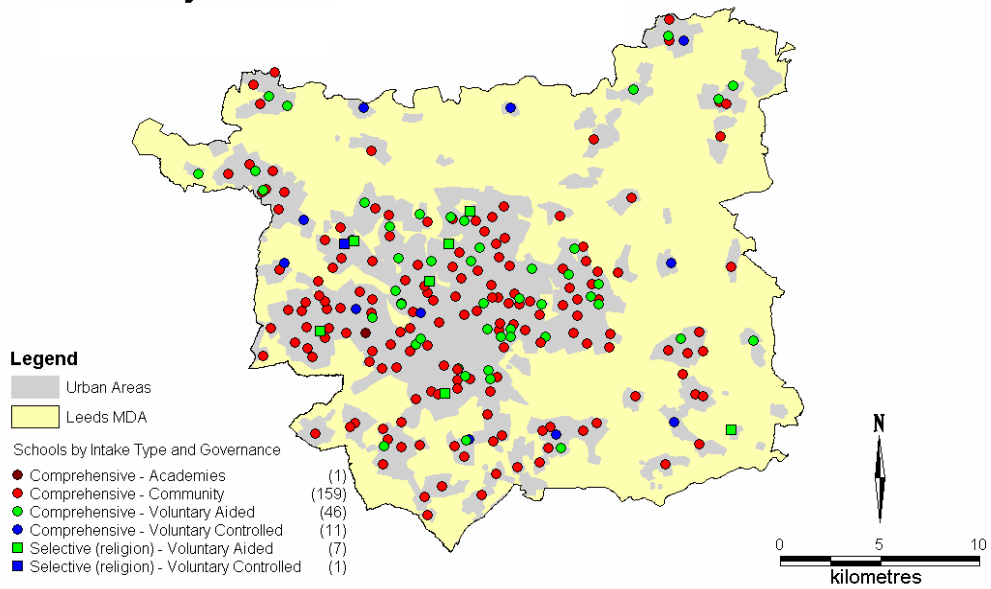 Legend
Urban Areas
Leeds MDA
Schools by Intake Type and Governance
Comprehensive - Academies (1)
Comprehensive - Community (159)
Comprehensive - Voluntary Aided (46)
Comprehensive - Voluntary Controlled (11)
Selective (religion) - Voluntary Aided (7)
Selective (religion) - Voluntary Controlled (1)
N
0 5 10
kilometres